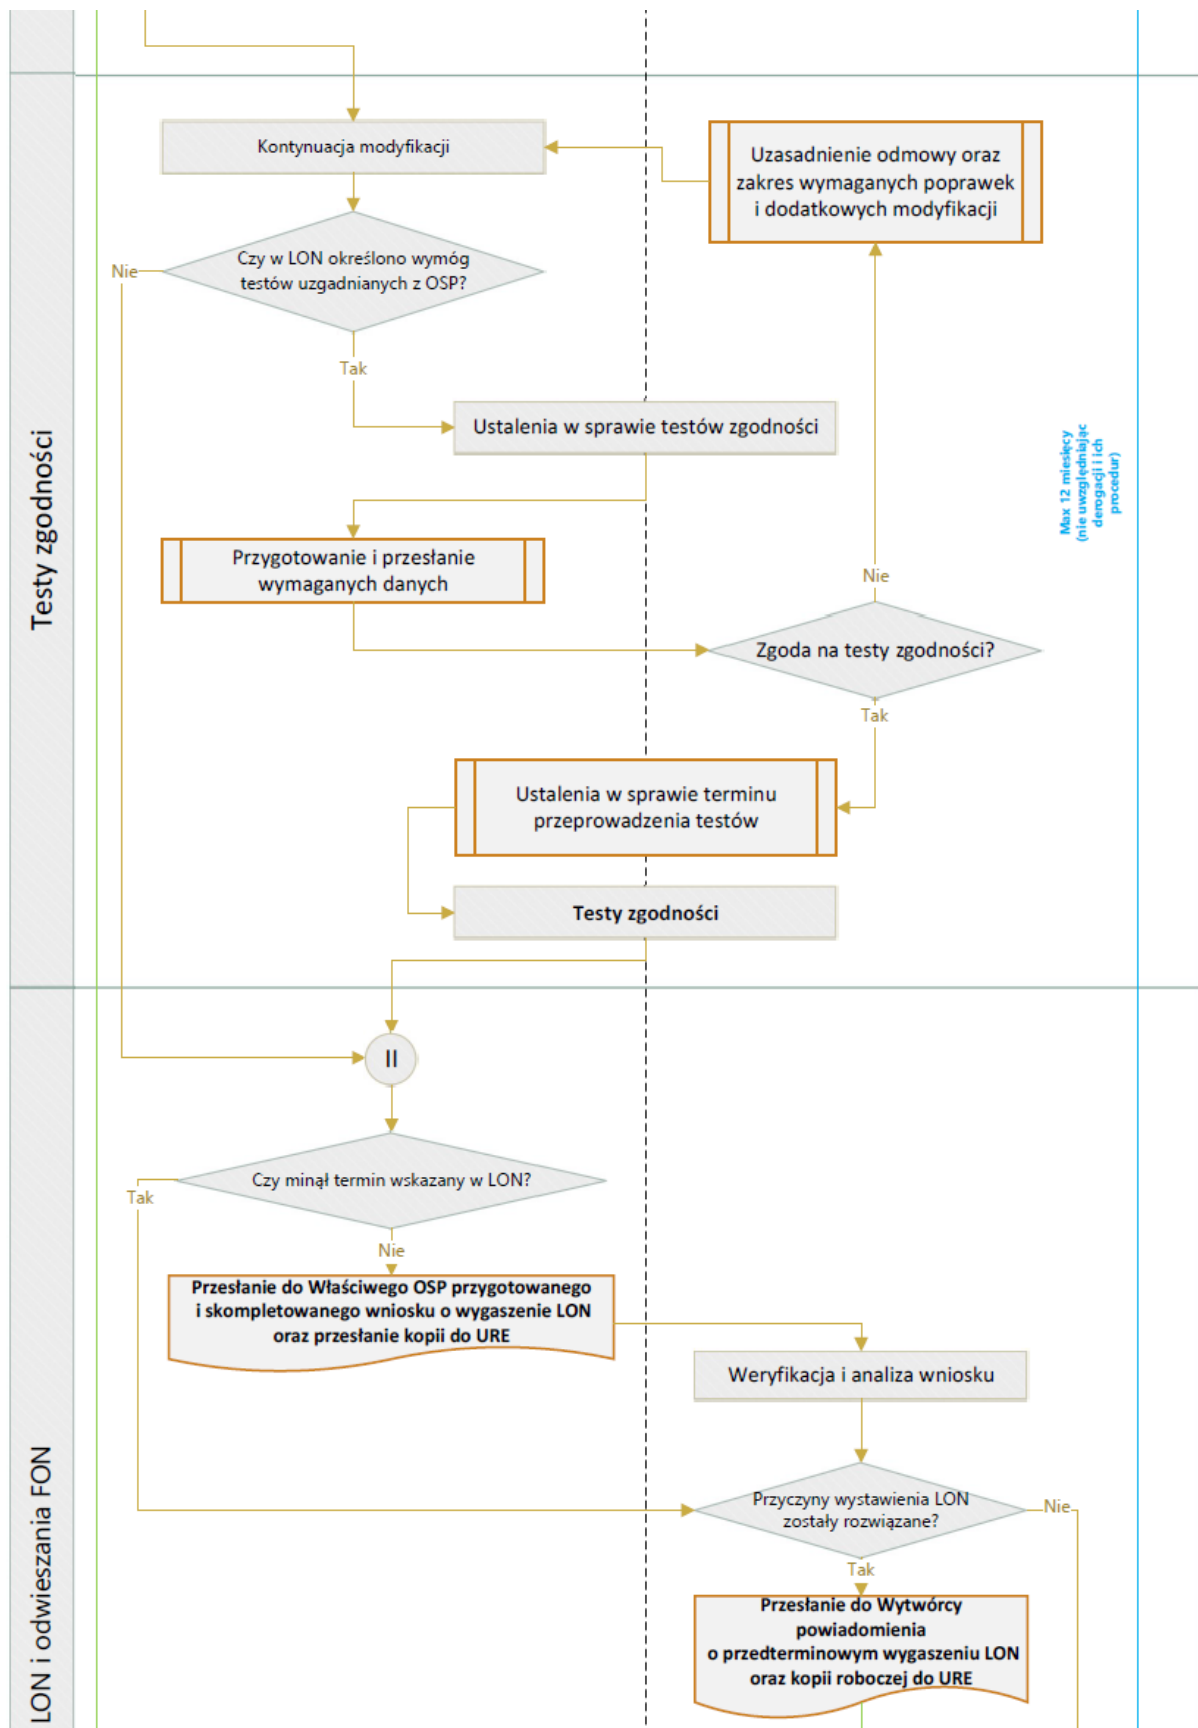 Testy zgodności
Kontynuacja modyfikacji
Uzasadnienie odmowy oraz
zakres wymaganych poprawek
i dodatkowych modyfikacji
Czy w LON określono wymóg
testów uzgadnianych z OSP?
Nie
Tak
Ustalenia w sprawie testów zgodności
Max 12 miesięcy
(nie uwzględniając
derogacji i ich
procedur)
Przygotowanie i przesłanie
wymaganych danych
Nie
Zgoda na testy zgodności?
Tak
Ustalenia w sprawie terminu
przeprowadzenia testów
Testy zgodności
LON i odwieszania FON
II
Czy minął termin wskazany w LON?
Tak
Nie
Przesłanie do Właściwego OSP przygotowanego
i skompletowanego wniosku o wygaszenie LON
oraz przesłanie kopii do URE
Weryfikacja i analiza wniosku
Przyczyny wystawienia LON
zostały rozwiązane?
Nie
Tak
Przesłanie do Wytwórcy
powiadomienia
o przedterminowym wygaszeniu LON
oraz kopii roboczej do URE